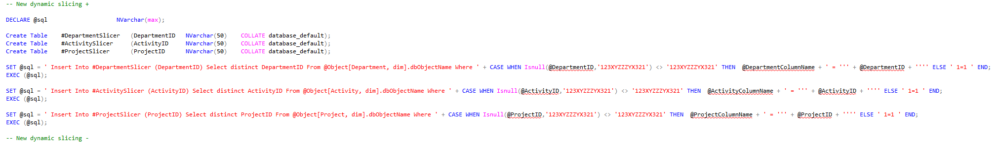 -- New dynamic slicing +
DECLARE @sql NVarchar(max);
Create Table #DepartmentSlicer (DepartmentID NVarchar(50) COLLATE database_default);
Create Table #ActivitySlicer (ActivityID NVarchar(50) COLLATE database_default);
Create Table #ProjectSlicer (ProjectID NVarchar(50) COLLATE database_default);
SET @sql = ' Insert Into #DepartmentSlicer (DepartmentID) Select distinct DepartmentID From @Object[Department, dim].dbObjectName Where ' + CASE WHEN Isnull(@DepartmentID,'123XYZZZYX321') <> '123XYZZZYX321' THEN @DepartmentColumnName + ' = ''' + @DepartmentID + '''' ELSE ' 1=1 ' END;
EXEC (@sql);
SET @sql = ' Insert Into #ActivitySlicer (ActivityID) Select distinct ActivityID From @Object[Activity, dim].dbObjectName Where ' + CASE WHEN Isnull(@ActivityID,'123XYZZZYX321') <> '123XYZZZYX321' THEN @ActivityColumnName + ' = ''' + @ActivityID + '''' ELSE ' 1=1 ' END;
EXEC (@sql);
SET @sql = ' Insert Into #ProjectSlicer (ProjectID) Select distinct ProjectID From @Object[Project, dim].dbObjectName Where ' + CASE WHEN Isnull(@ProjectID,'123XYZZZYX321') <> '123XYZZZYX321' THEN @ProjectColumnName + ' = ''' + @ProjectID + '''' ELSE ' 1=1 ' END;
EXEC (@sql);
-- New dynamic slicing -